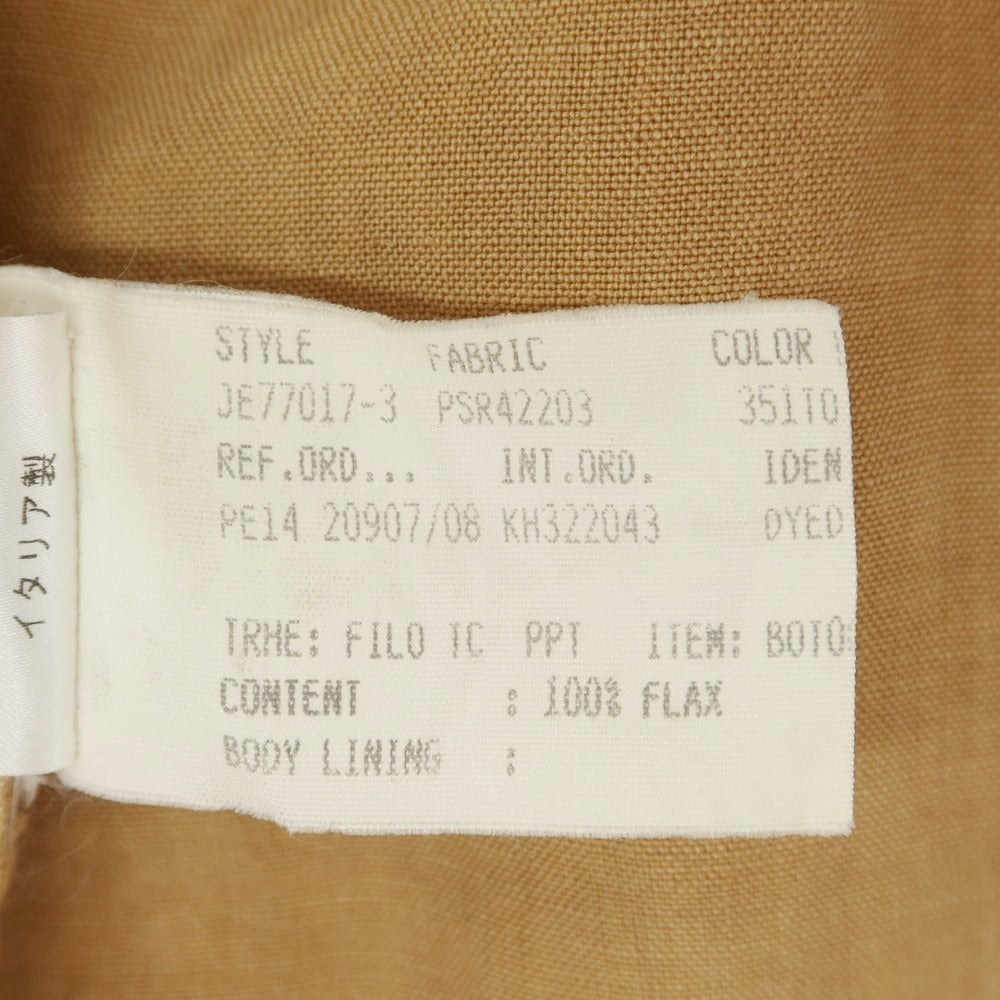 STYLE FABRIC COLOR
JE77017-3 PSR42203 351TO
REF.ORD... INT.ORD. IDEN
PE14 20907/08 KH322043 DYED
TRHE: FILO TC PPT ITEM: BOTO
CONTENT : 100% FLAX
BODY LINING :
イタリア製